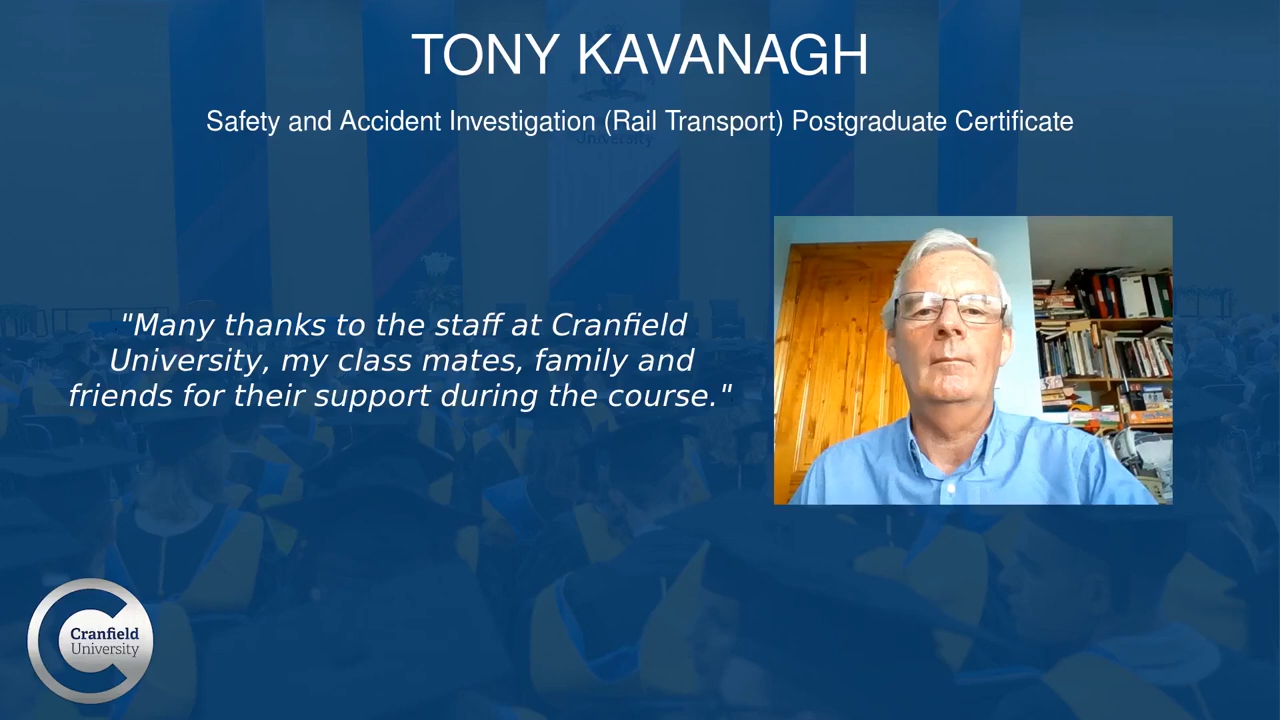 TONY KAVANAGH
Safety and Accident Investigation (Rail Transport) Postgraduate Certificate
University
"Many thanks to the staff at Cranfield
University, my class mates, family and
friends for their support during the course."
Cranfield
University